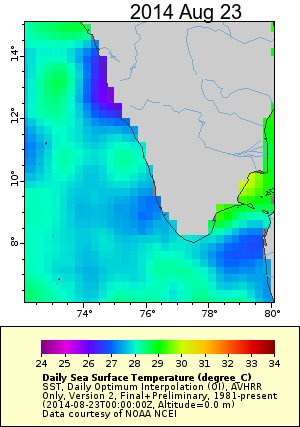 2014 Aug 23
14°
12°
10°
8°
74° 76° 78° 80°
24 25 26 27 28 29 30 31 32 33 34
Daily Sea Surface Temperature (degree_C)
SST, Daily Optimum Interpolation (OI), AVHRR
Only, Version 2, Final+Preliminary, 1981-present
(2014-08-23T00:00:00Z, Altitude=0.0 m)
Data courtesy of NOAA NCEI